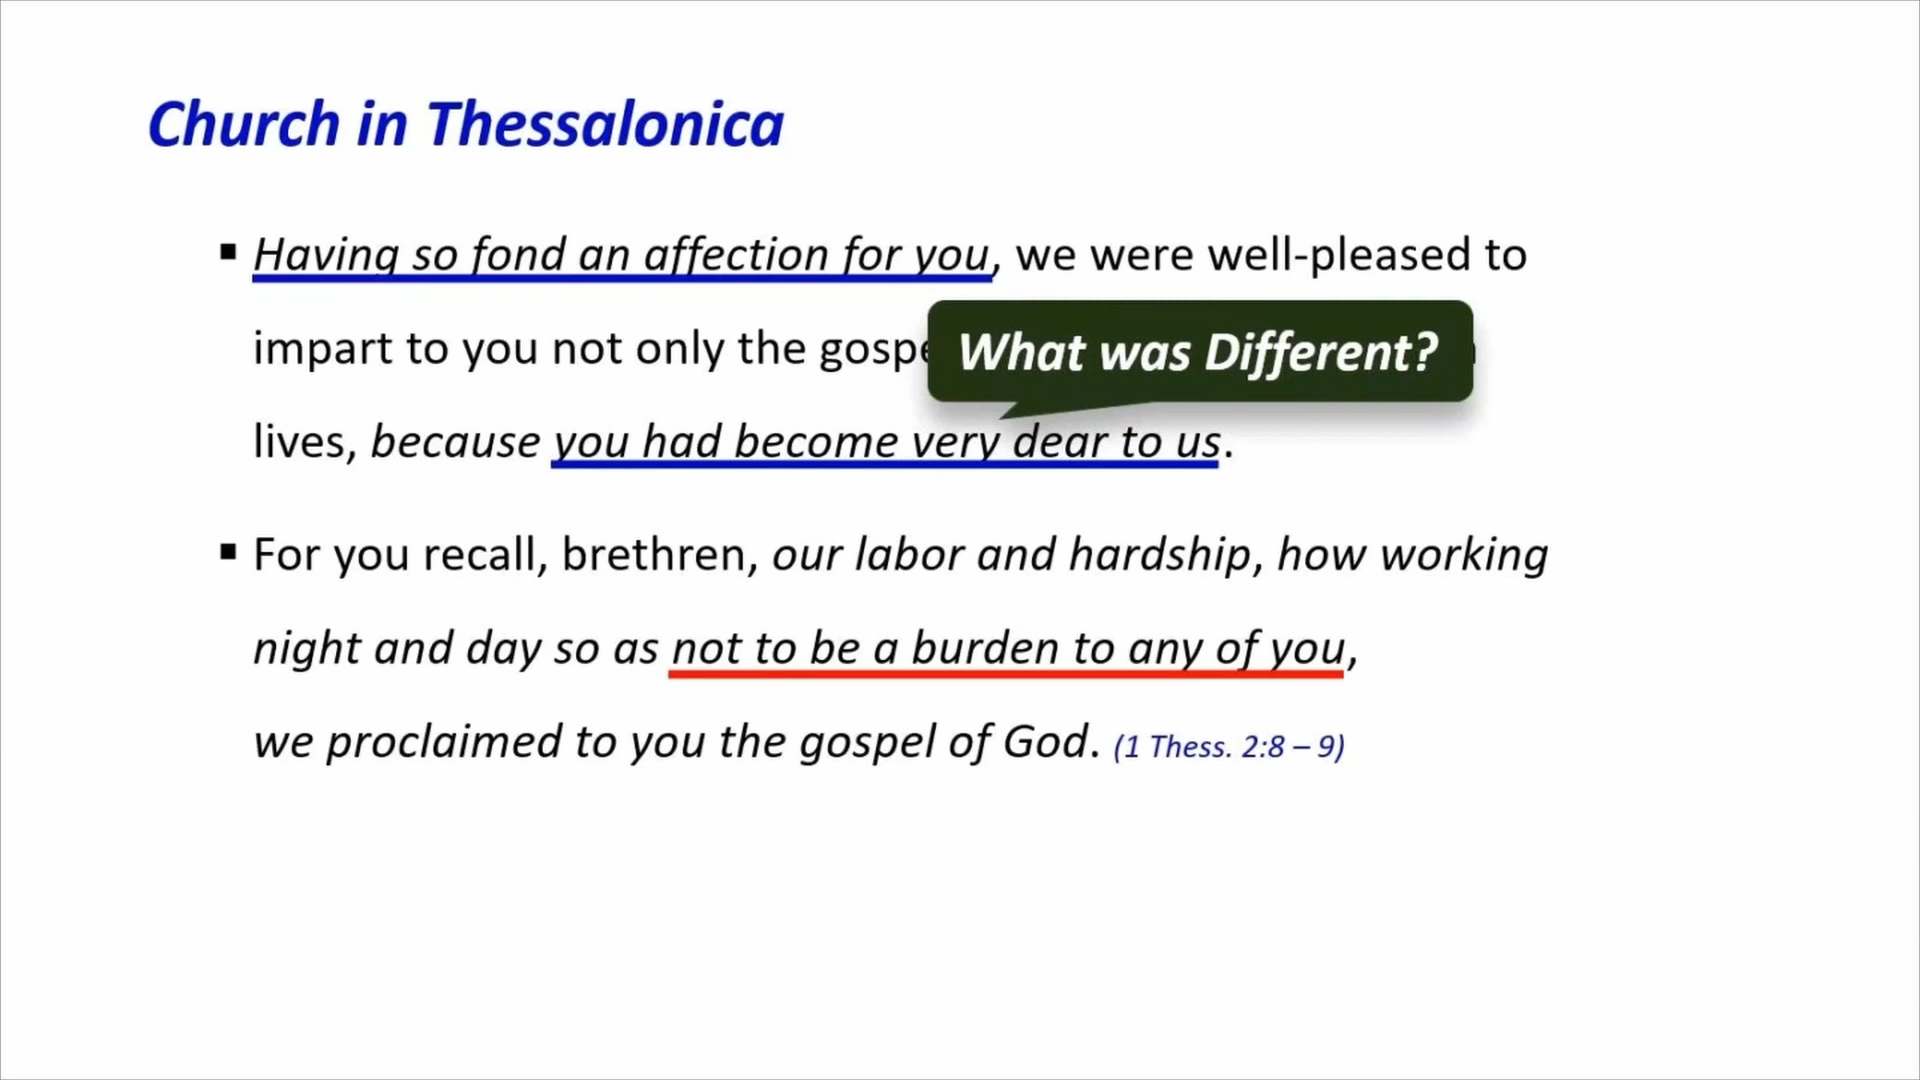 Church in Thessalonica
▪ Having so fond an affection for you, we were well-pleased to
impart to you not only the
What was Different?
lives, because you had become very dear to us.
▪ For you recall, brethren, our labor and hardship, how working
night and day so as not to be a burden to any of you,
we proclaimed to you the gospel of God. (1 Thess. 2:8 – 9)